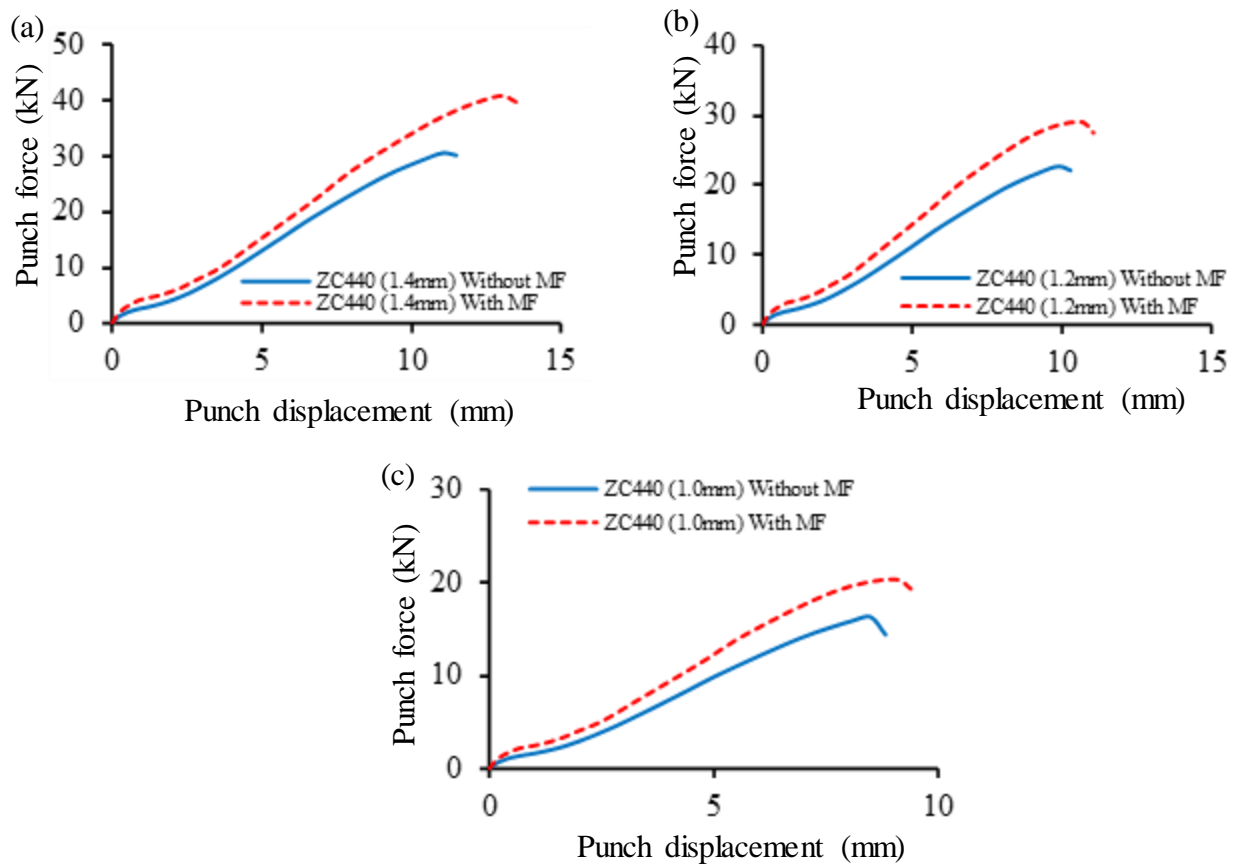 (a)
50
40
30
20
10
0
Punch force (kN)
ZC440 (1.4mm) Without MF
ZC440 (1.4mm) With MF
0 5 10 15
Punch displacement (mm)
(b)
40
30
20
10
0
Punch force (kN)
ZC440 (1.2mm) Without MF
ZC440 (1.2mm) With MF
0 5 10 15
Punch displacement (mm)
(c)
30
20
10
0
Punch force (kN)
ZC440 (1.0mm) Without MF
ZC440 (1.0mm) With MF
0 5 10
Punch displacement (mm)